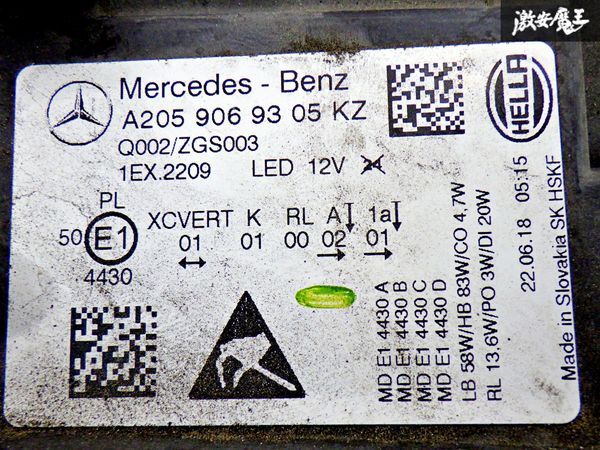 激安魔王
Mercedes - Benz
A205 906 93 05 KZ
Q002/ZGS003
1EX.2209 LED 12V 24
HELLA
PL
50 E1
4430
XCVERT K RL A 1a
01 01 00 02 01
MD E1 4430 A
MD E1 4430 B
MD E1 4430 C
MD E1 4430 D
LB 58W/HB 83W/CO 4,7W
RL 13.6W/PO 3W/DI 20W
22.06.18 05:15
Made in Slovakia SK HSKF